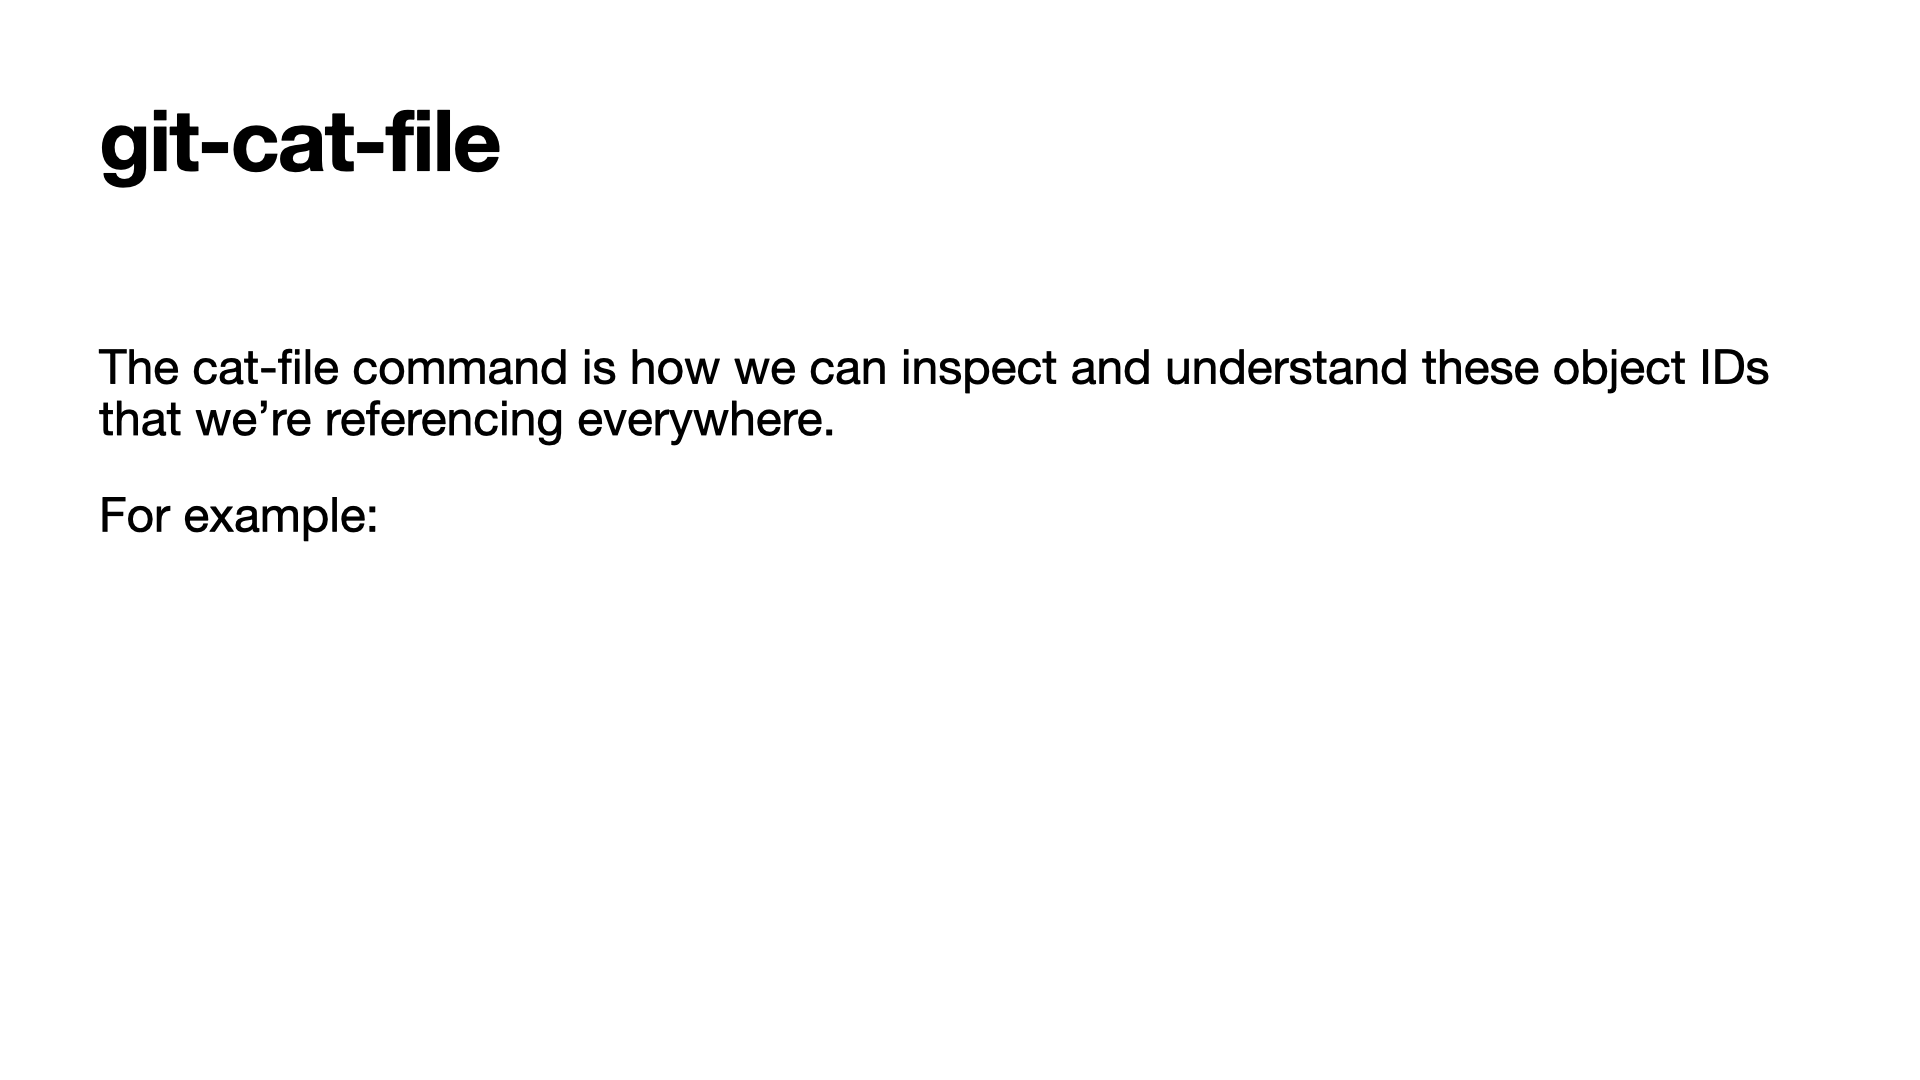 git-cat-file
The cat-file command is how we can inspect and understand these object IDs
that we’re referencing everywhere.
For example: